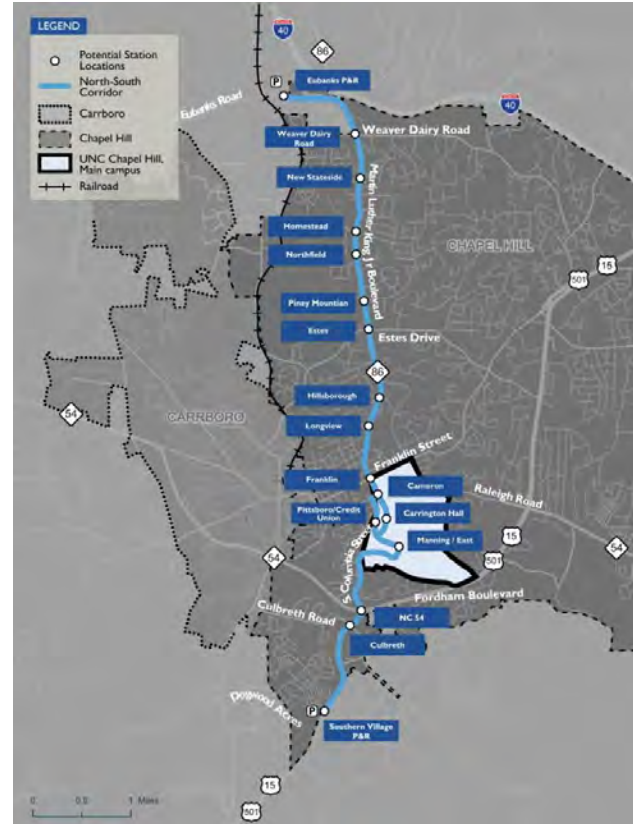 LEGEND
Potential Station
Locations
North-South
Corridor
Carrboro
Chapel Hill
UNC Chapel Hill,
Main campus
Railroad
40
86
P
Eubanks P&R
Eubanks Road
40
Weaver Dairy
Road
Weaver Dairy Road
New Stateside
Martin Luther King Jr Boulevard
Homestead
CHAPEL HILL
Northfield
15
501
Piney Mountian
Estes
Estes Drive
86
Hillsborough
54
CARRBORO
Longview
Franklin Street
Franklin
Cameron
Raleigh Road
Pittsboro/Credit
Union
Carrington Hall
Manning / East
15
501
54
54
S Columbia Street
Fordham Boulevard
Culbreth Road
NC 54
Culbreth
Dogwood Acres
P
Southern Village
P&R
15
501
0 0.5 1 Miles